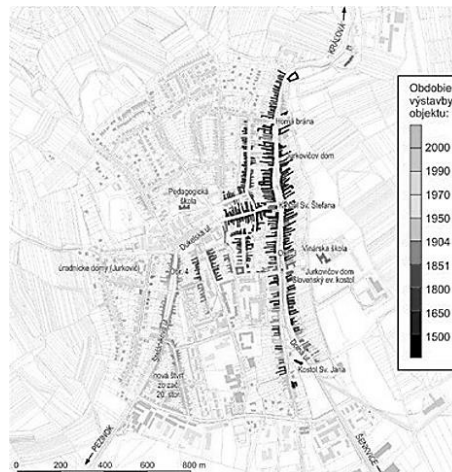 KRÁĽOVÁ
Obdobie
výstavby
objektu:
2000
1990
1970
1950
1904
1851
1800
1650
1500
Horná brána
Jurkovičov dom
Pedagogická
škola
Kostol Sv. Štefana
Dukelská ul.
Vinárska škola
úradnícke domy (Jurkovič)
Jurkovičov dom
Slovenský ev. kostol
Kostol Sv. Jána
nová štvrť
zo zač.
20. stor.
PEZINOK
ŠENKVICE
0 200 400 600 800 m